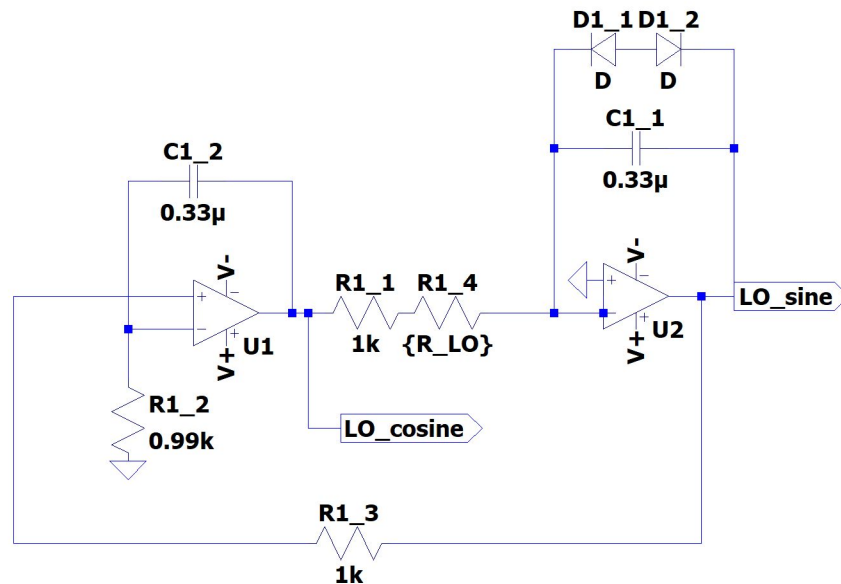 D1_1 D1_2
D D
C1_1
0.33µ
C1_2
0.33µ
V-
V-
+
−
+
−
R1_1
1k
R1_4
{R_LO}
+
−
+
−
U1
V+
U2
V+
LO_sine
R1_2
0.99k
LO_cosine
R1_3
1k